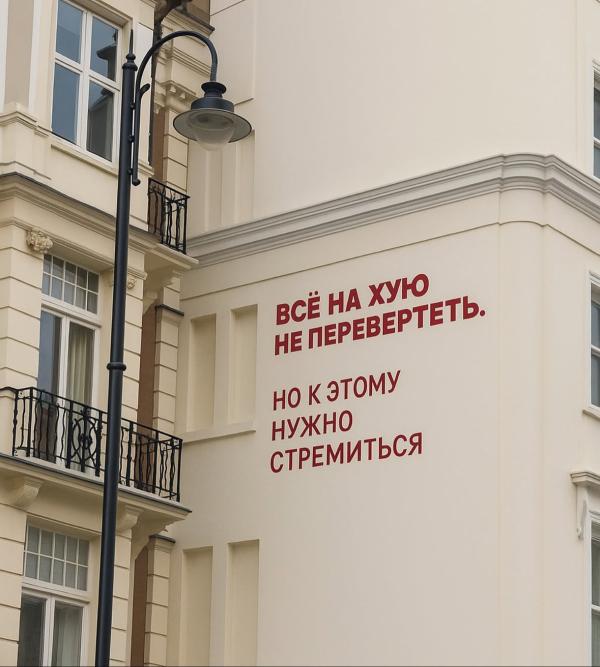 ВСЁ НА ХУЮ
НЕ ПЕРЕВЕРТЕТЬ.
НО К ЭТОМУ
НУЖНО
СТРЕМИТЬСЯ